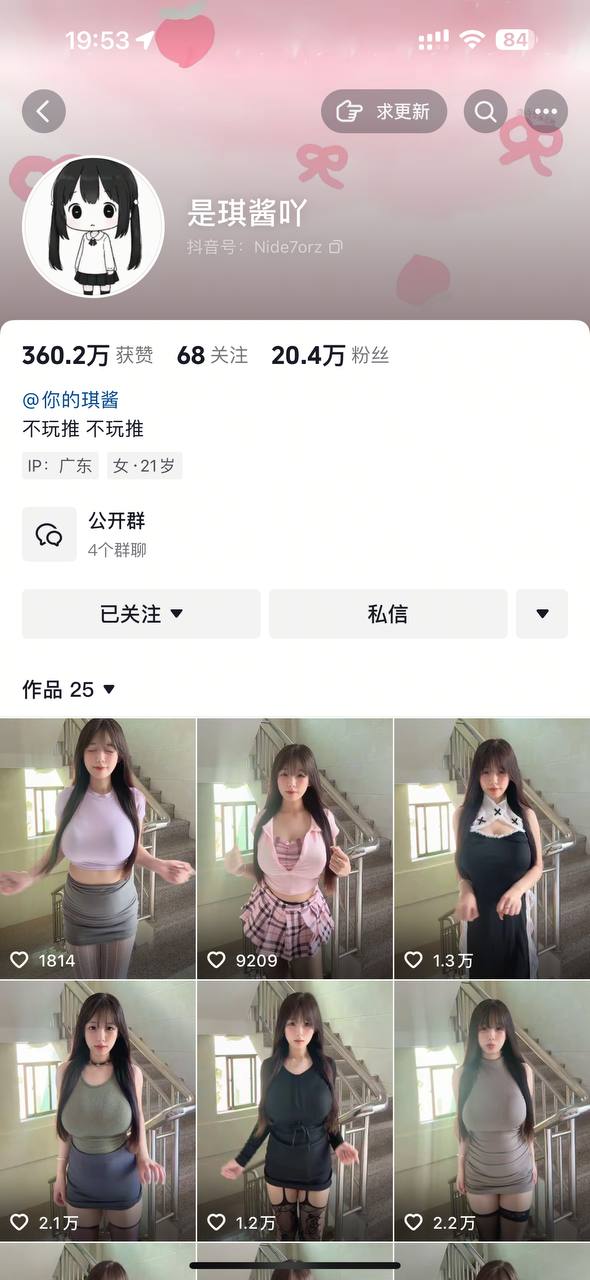 19:53
84
求更新
是琪酱吖
抖音号：Nide7orz
360.2万 获赞 68 关注 20.4万 粉丝
@你的琪酱
不玩推 不玩推
IP：广东 女·21岁
公开群
4个群聊
已关注 私信
作品 25
1814 9209 1.3万
2.1万 1.2万 2.2万